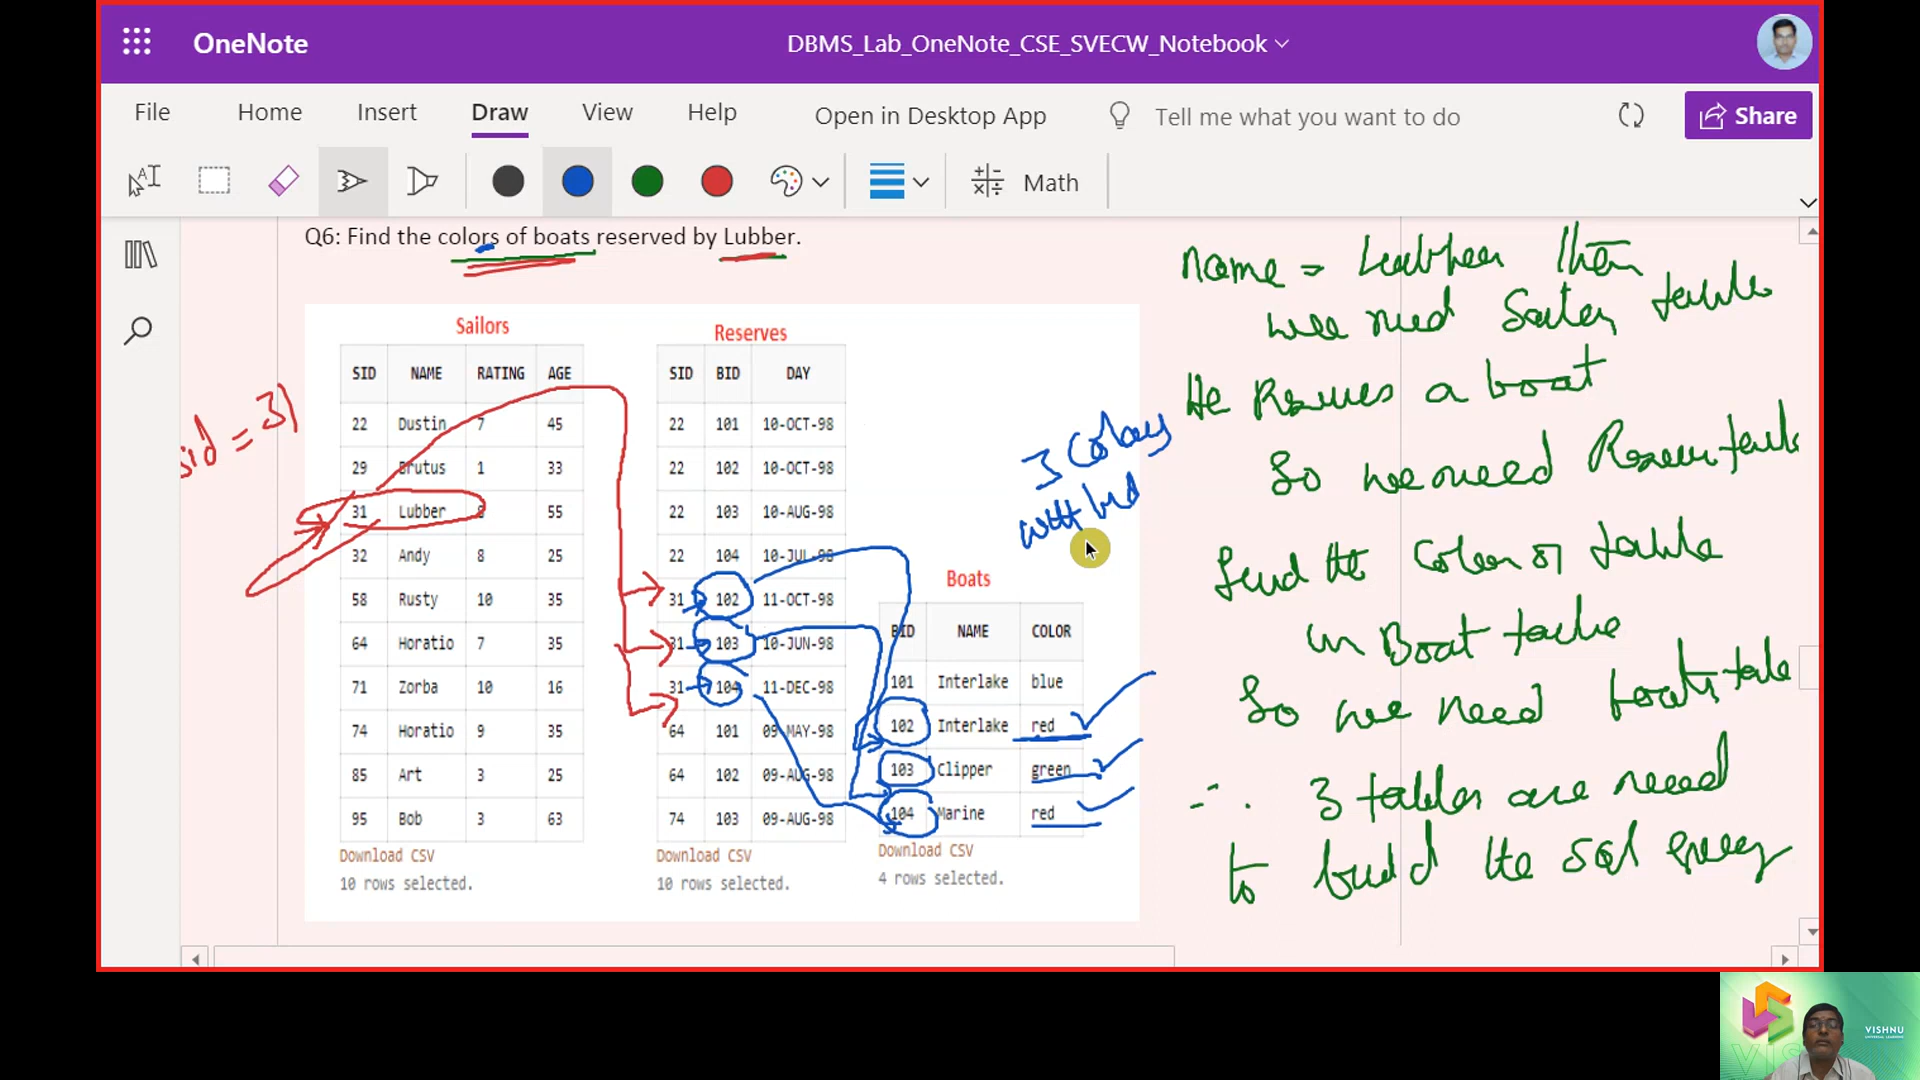 OneNote
DBMS_Lab_OneNote_CSE_SVECW_Notebook
File Home Insert Draw View Help Open in Desktop App Tell me what you want to do Share
Math
Q6: Find the colors of boats reserved by Lubber.
Sailors
SID NAME RATING AGE
22 Dustin 7 45
29 Brutus 1 33
31 Lubber 8 55
32 Andy 8 25
58 Rusty 10 35
64 Horatio 7 35
71 Zorba 10 16
74 Horatio 9 35
85 Art 3 25
95 Bob 3 63
Download CSV
10 rows selected.
Reserves
SID BID DAY
22 101 10-OCT-98
22 102 10-OCT-98
22 103 10-AUG-98
22 104 10-JUL-98
31 102 11-OCT-98
31 103 10-JUN-98
31 104 11-DEC-98
64 101 09-MAY-98
64 102 09-AUG-98
74 103 09-AUG-98
Download CSV
10 rows selected.
Boats
BID NAME COLOR
101 Interlake blue
102 Interlake red
103 Clipper green
104 Marine red
Download CSV
4 rows selected.
sid = 31
3 Colors
with bid
name = Lubber then
we need Sailor table
He Reserves a boat
So we need Reserve table
find the Color of table
in Boat table
So we need boats table
∴ 3 tables are need
to build the sql query
VISHNU